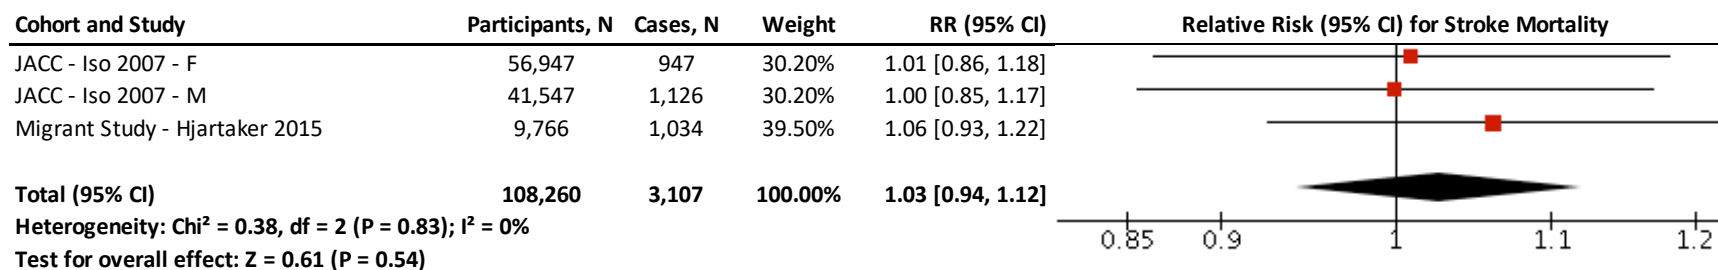 Cohort and Study Participants, N Cases, N Weight RR (95% CI) Relative Risk (95% CI) for Stroke Mortality
JACC - Iso 2007 - F 56,947 947 30.20% 1.01 [0.86, 1.18]
JACC - Iso 2007 - M 41,547 1,126 30.20% 1.00 [0.85, 1.17]
Migrant Study - Hjartaker 2015 9,766 1,034 39.50% 1.06 [0.93, 1.22]
Total (95% CI) 108,260 3,107 100.00% 1.03 [0.94, 1.12]
Heterogeneity: Chi² = 0.38, df = 2 (P = 0.83); I² = 0%
Test for overall effect: Z = 0.61 (P = 0.54)
0.85 0.9 1 1.1 1.2